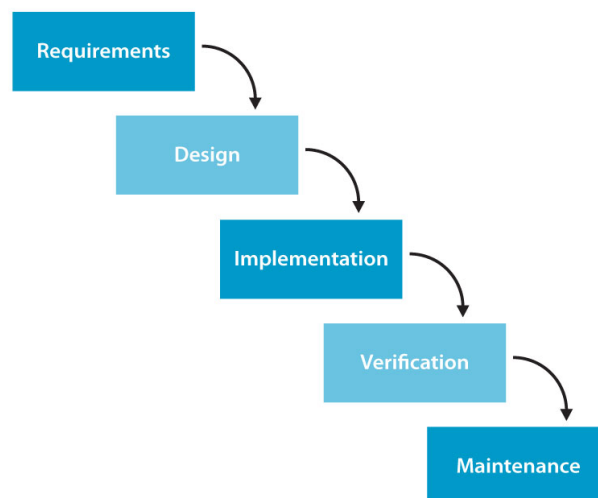 Requirements
Design
Implementation
Verification
Maintenance